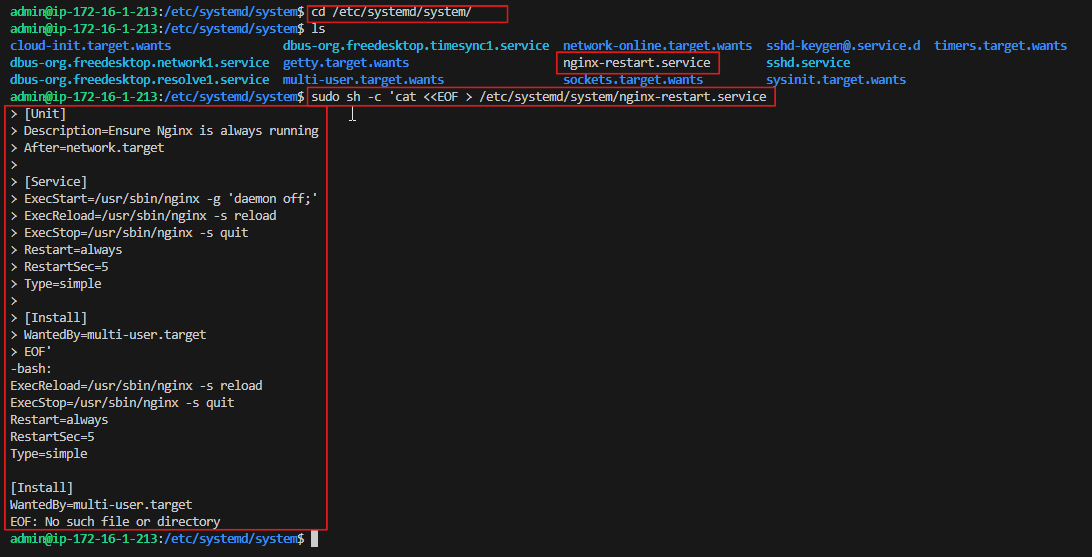 admin@ip-172-16-1-213:/etc/systemd/system$ cd /etc/systemd/system/
admin@ip-172-16-1-213:/etc/systemd/system$ ls
cloud-init.target.wants dbus-org.freedesktop.timesync1.service network-online.target.wants sshd-keygen@.service.d timers.target.wants
dbus-org.freedesktop.network1.service getty.target.wants nginx-restart.service sshd.service
dbus-org.freedesktop.resolve1.service multi-user.target.wants sockets.target.wants sysinit.target.wants
admin@ip-172-16-1-213:/etc/systemd/system$ sudo sh -c 'cat <<EOF > /etc/systemd/system/nginx-restart.service
> [Unit]
> Description=Ensure Nginx is always running
> After=network.target
>
> [Service]
> ExecStart=/usr/sbin/nginx -g 'daemon off;'
> ExecReload=/usr/sbin/nginx -s reload
> ExecStop=/usr/sbin/nginx -s quit
> Restart=always
> RestartSec=5
> Type=simple
>
> [Install]
> WantedBy=multi-user.target
> EOF'
-bash:
ExecReload=/usr/sbin/nginx -s reload
ExecStop=/usr/sbin/nginx -s quit
Restart=always
RestartSec=5
Type=simple

[Install]
WantedBy=multi-user.target
EOF: No such file or directory
admin@ip-172-16-1-213:/etc/systemd/system$